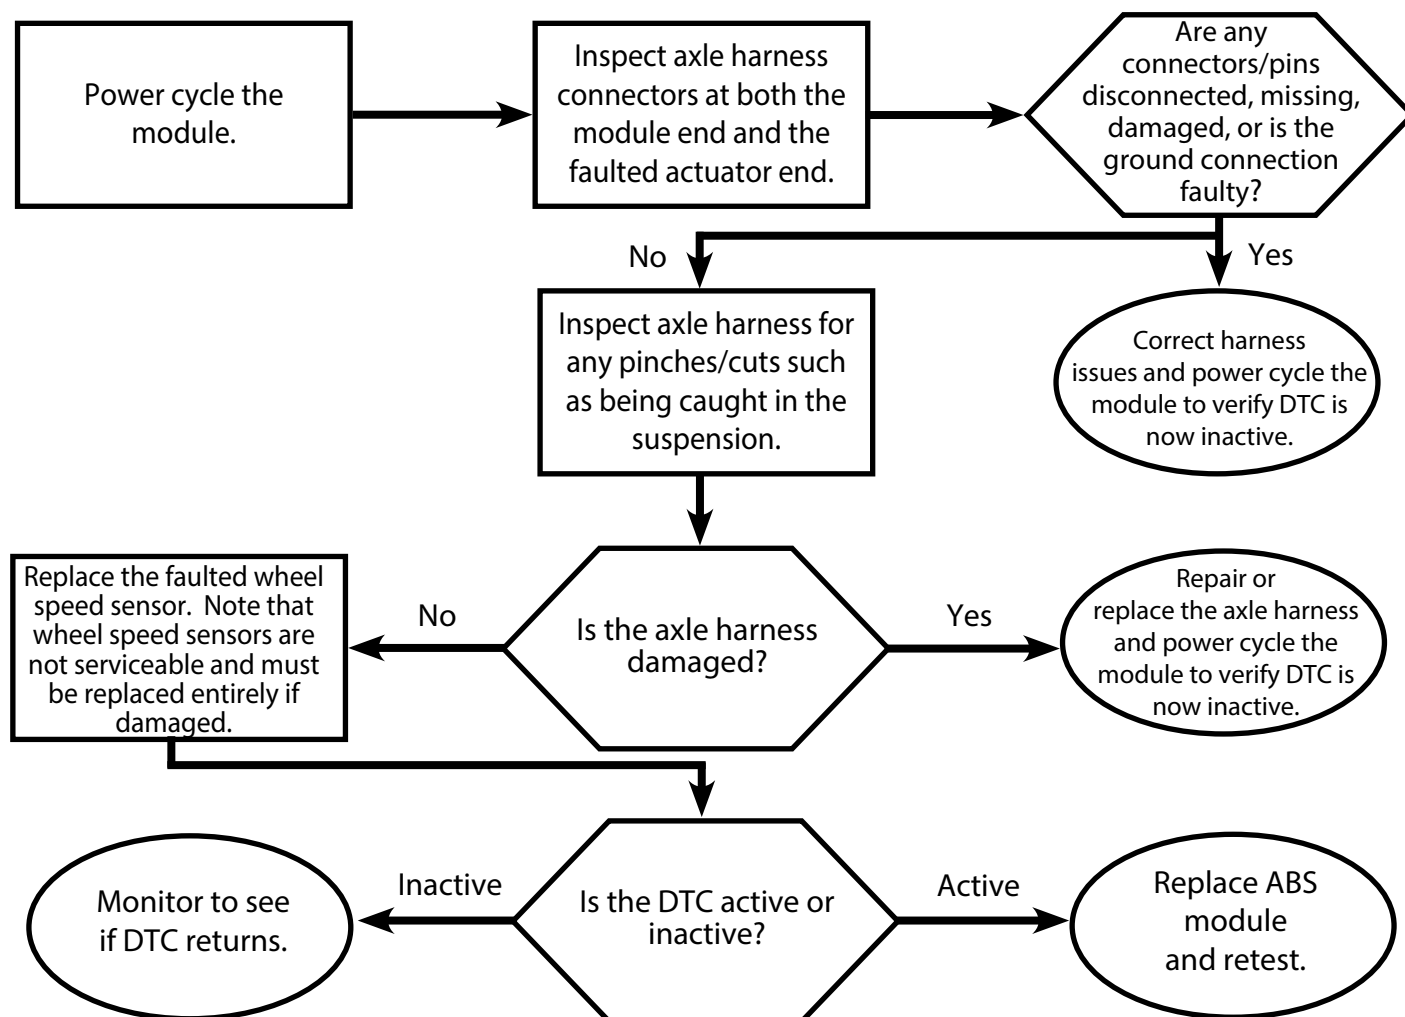 Power cycle the
module.
Inspect axle harness
connectors at both the
module end and the
faulted actuator end.
Are any
connectors/pins
disconnected, missing,
damaged, or is the
ground connection
faulty?
No
Yes
Inspect axle harness for
any pinches/cuts such
as being caught in the
suspension.
Correct harness
issues and power cycle the
module to verify DTC is
now inactive.
Replace the faulted wheel
speed sensor. Note that
wheel speed sensors are
not serviceable and must
be replaced entirely if
damaged.
No
Is the axle harness
damaged?
Yes
Repair or
replace the axle harness
and power cycle the
module to verify DTC is
now inactive.
Monitor to see
if DTC returns.
Inactive
Is the DTC active or
inactive?
Active
Replace ABS
module
and retest.